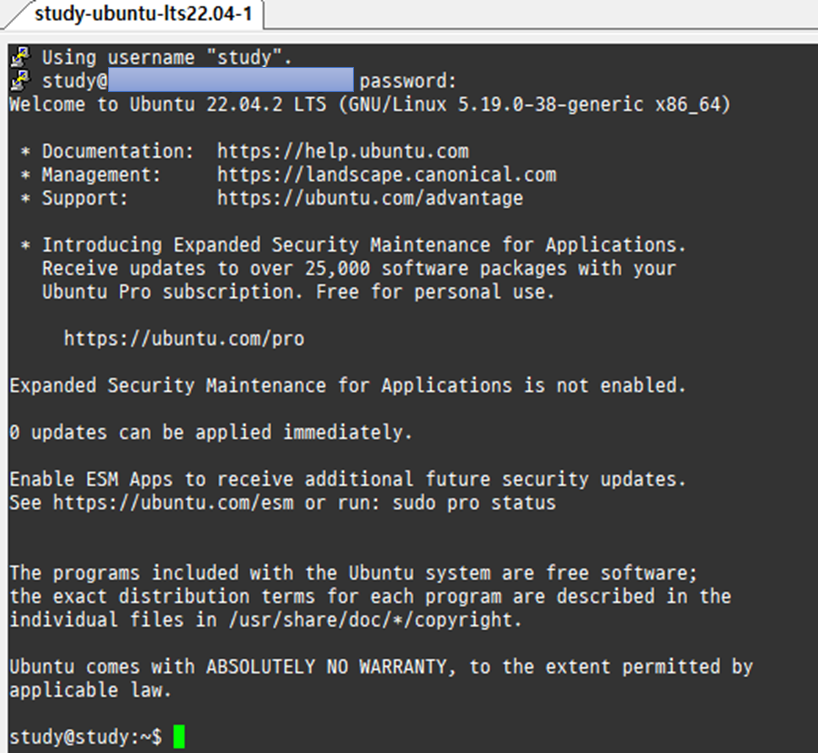 study-ubuntu-lts22.04-1
Using username "study".
study@ password:
Welcome to Ubuntu 22.04.2 LTS (GNU/Linux 5.19.0-38-generic x86_64)
* Documentation:  https://help.ubuntu.com
* Management:     https://landscape.canonical.com
* Support:        https://ubuntu.com/advantage
* Introducing Expanded Security Maintenance for Applications.
Receive updates to over 25,000 software packages with your
Ubuntu Pro subscription. Free for personal use.
https://ubuntu.com/pro
Expanded Security Maintenance for Applications is not enabled.
0 updates can be applied immediately.
Enable ESM Apps to receive additional future security updates.
See https://ubuntu.com/esm or run: sudo pro status
The programs included with the Ubuntu system are free software;
the exact distribution terms for each program are described in the
individual files in /usr/share/doc/*/copyright.
Ubuntu comes with ABSOLUTELY NO WARRANTY, to the extent permitted by
applicable law.
study@study:~$